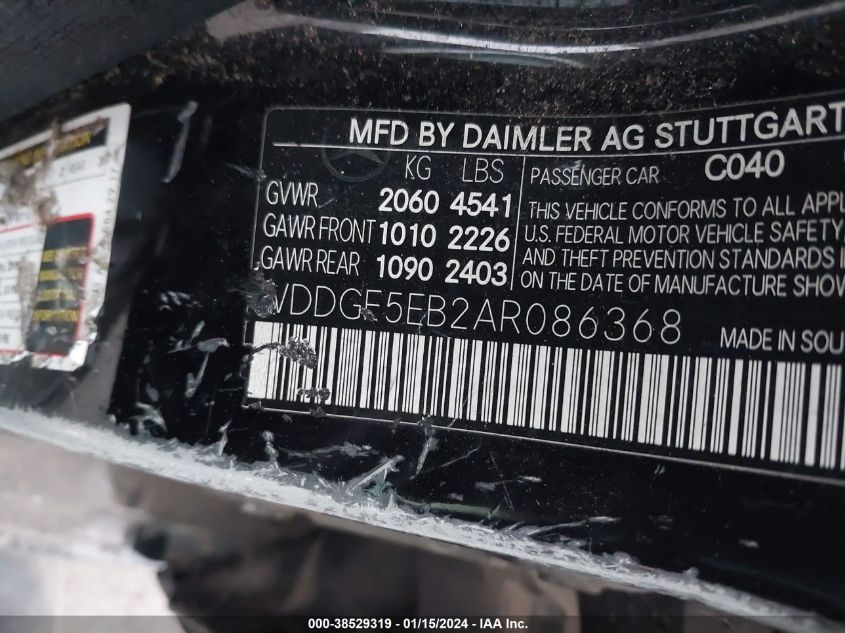 MFD BY DAIMLER AG STUTTGART
KG LBS
GVWR 2060 4541
GAWR FRONT 1010 2226
GAWR REAR 1090 2403
PASSENGER CAR C040
THIS VEHICLE CONFORMS TO ALL APPL
U.S. FEDERAL MOTOR VEHICLE SAFETY,
AND THEFT PREVENTION STANDARDS I
ON THE DATE OF MANUFACTURE SHOW
WDDGF5EB2AR086368
MADE IN SOU
000-38529319 - 01/15/2024 - IAAI.com